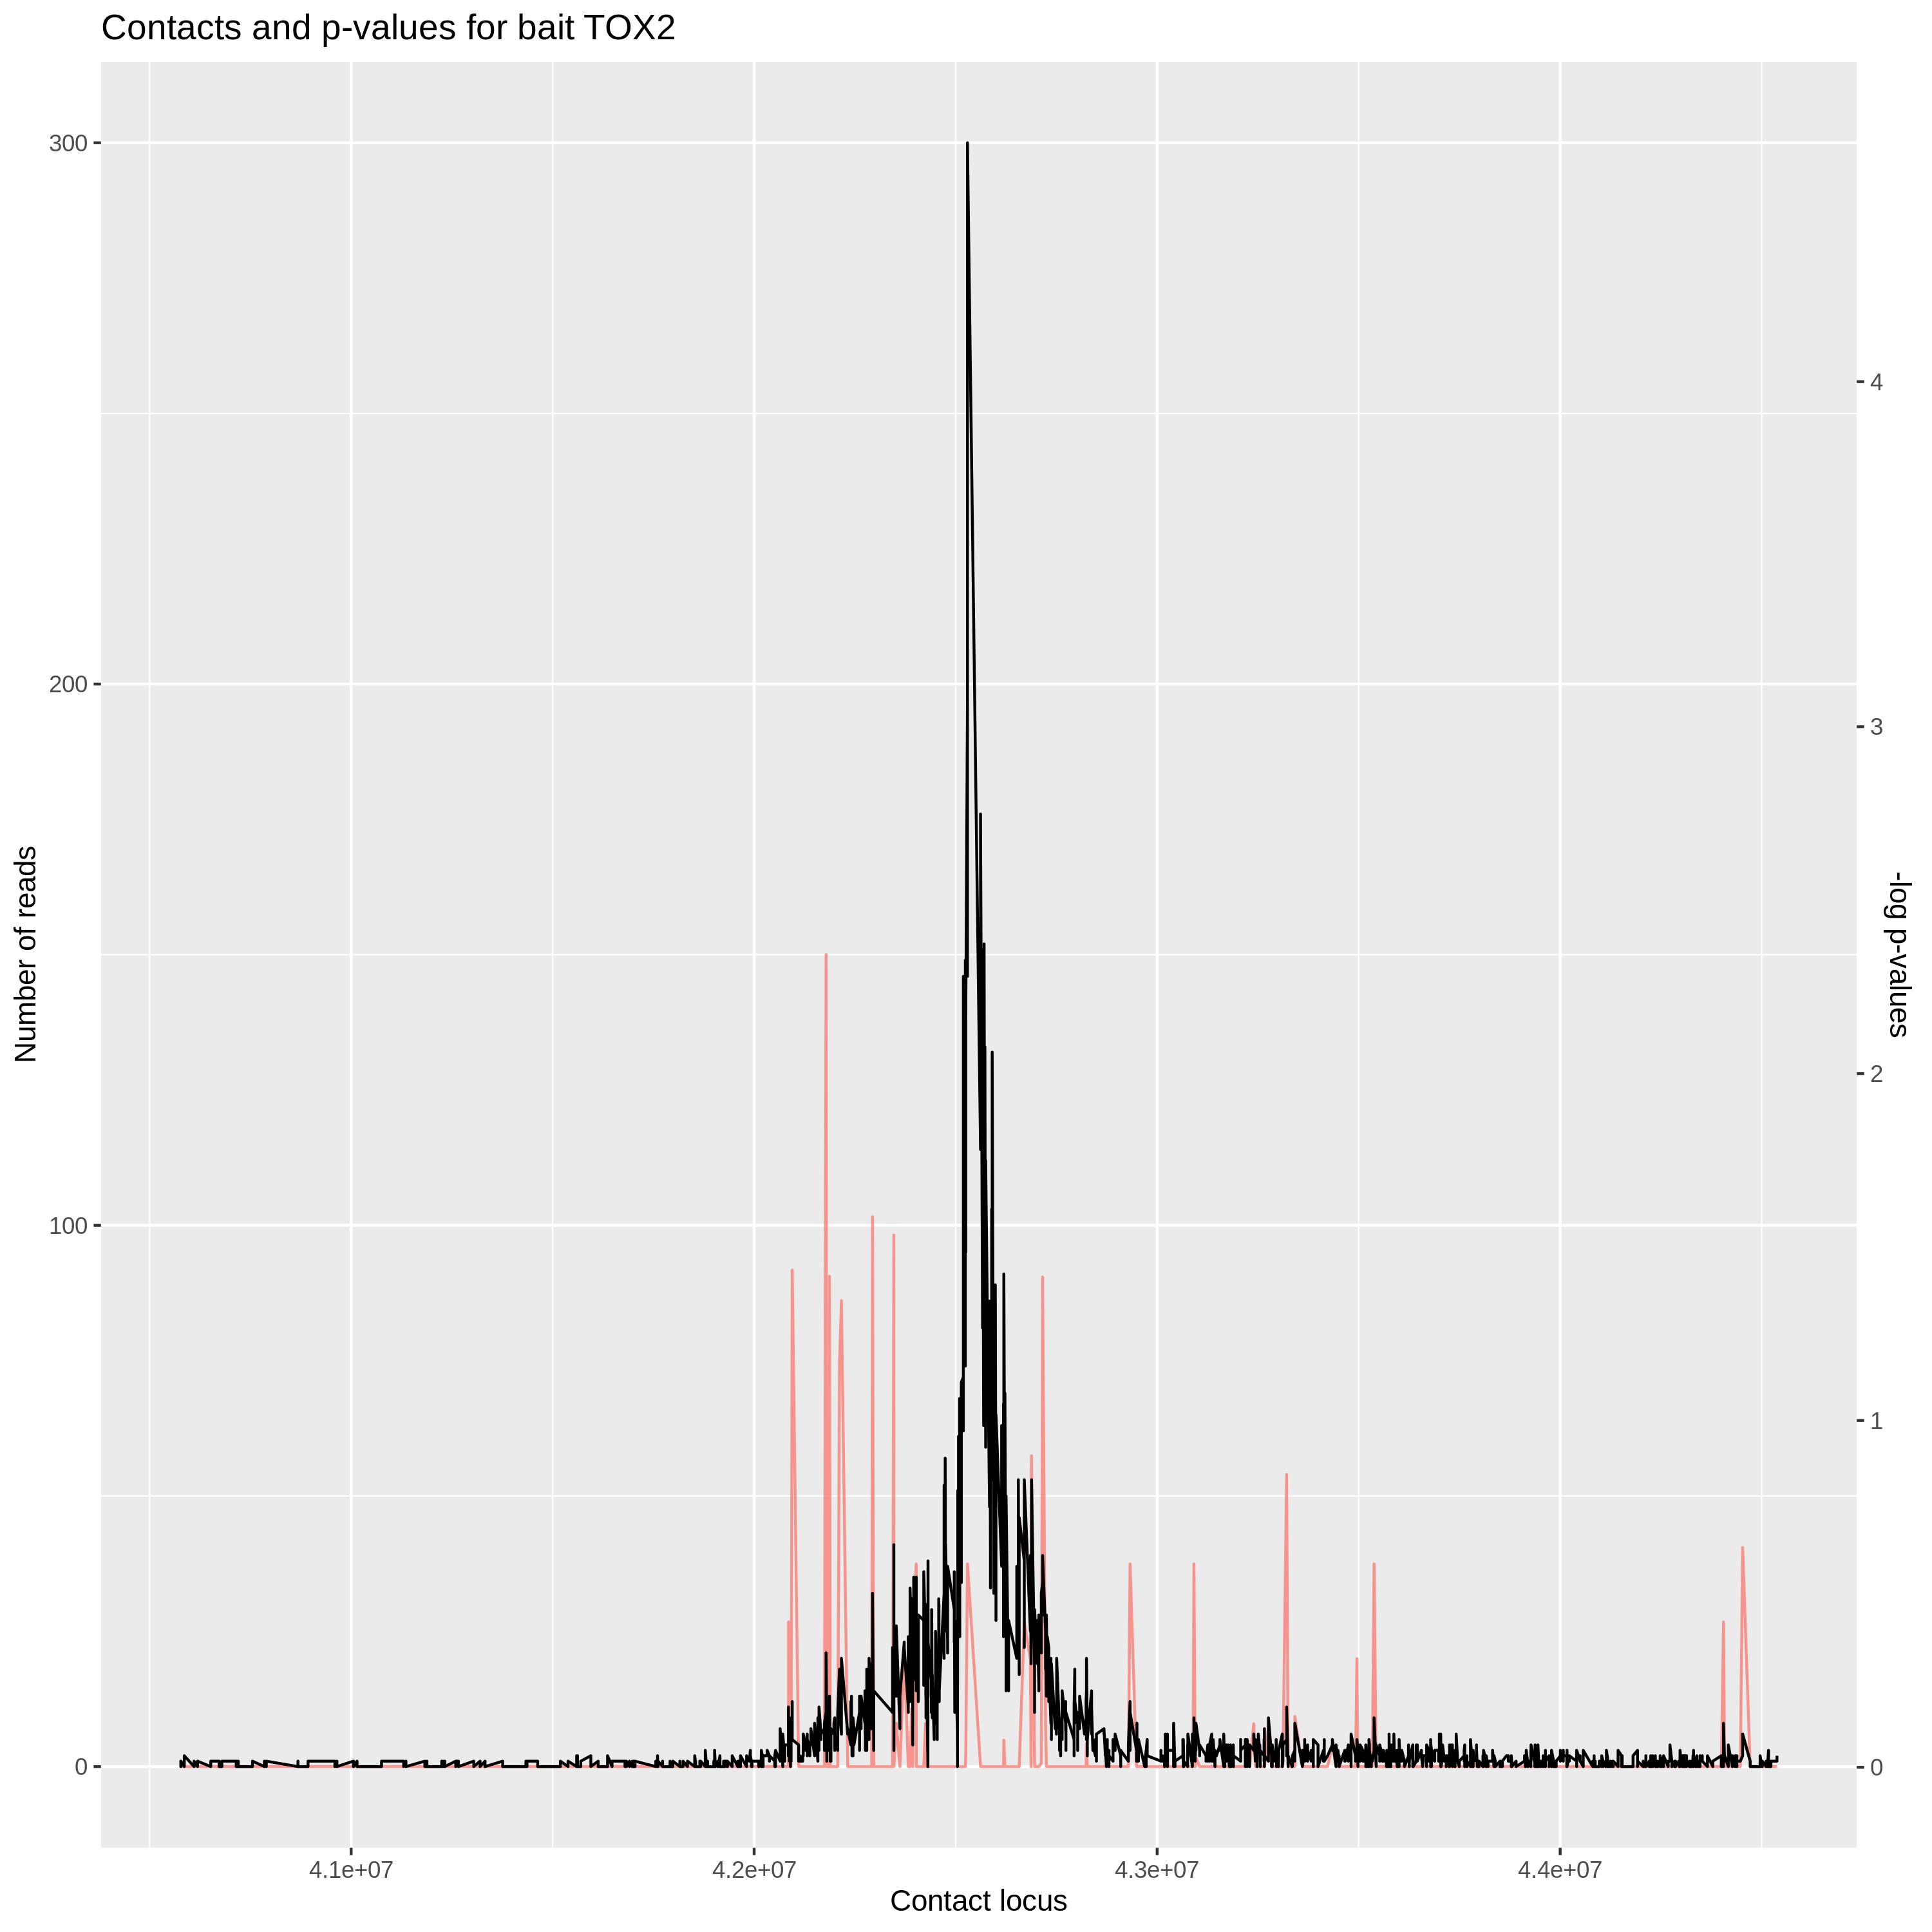 Contacts and p-values for bait TOX2
300
200
100
0
Number of reads
4
3
2
1
0
-log p-values
4.1e+07
4.2e+07
4.3e+07
4.4e+07
Contact locus